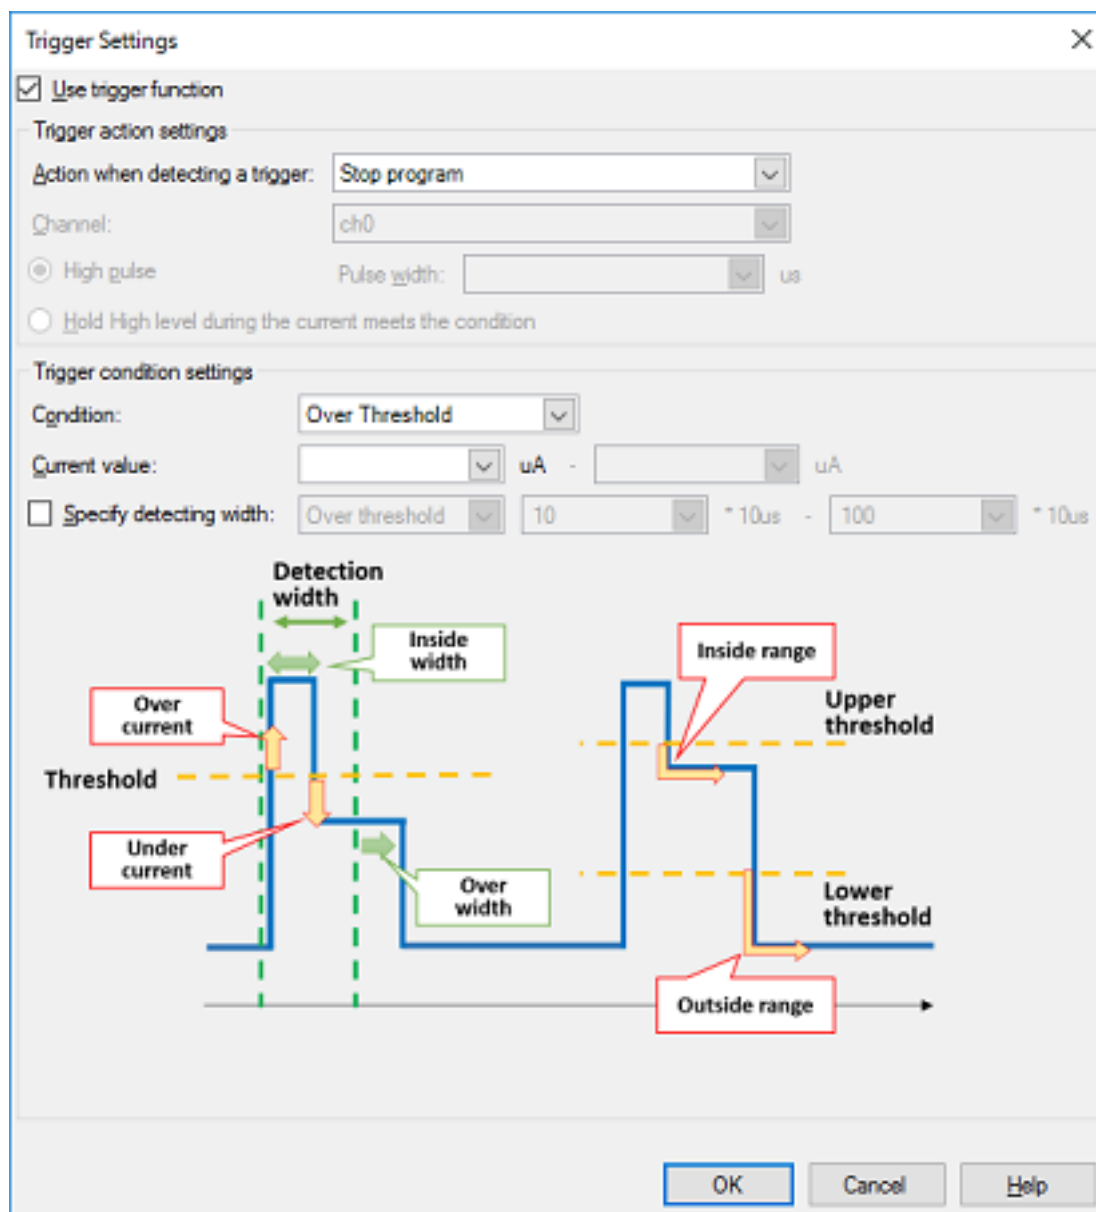 Trigger Settings
Use trigger function
Trigger action settings
Action when detecting a trigger: Stop program
Channel: ch0
High pulse Pulse width: us
Hold High level during the current meets the condition
Trigger condition settings
Condition: Over Threshold
Current value: uA - uA
Specify detecting width: Over threshold 10 * 10us - 100 * 10us
Detection
width
Inside
width
Over
current
Threshold
Under
current
Over
width
Inside range
Upper
threshold
Lower
threshold
Outside range
OK Cancel Help